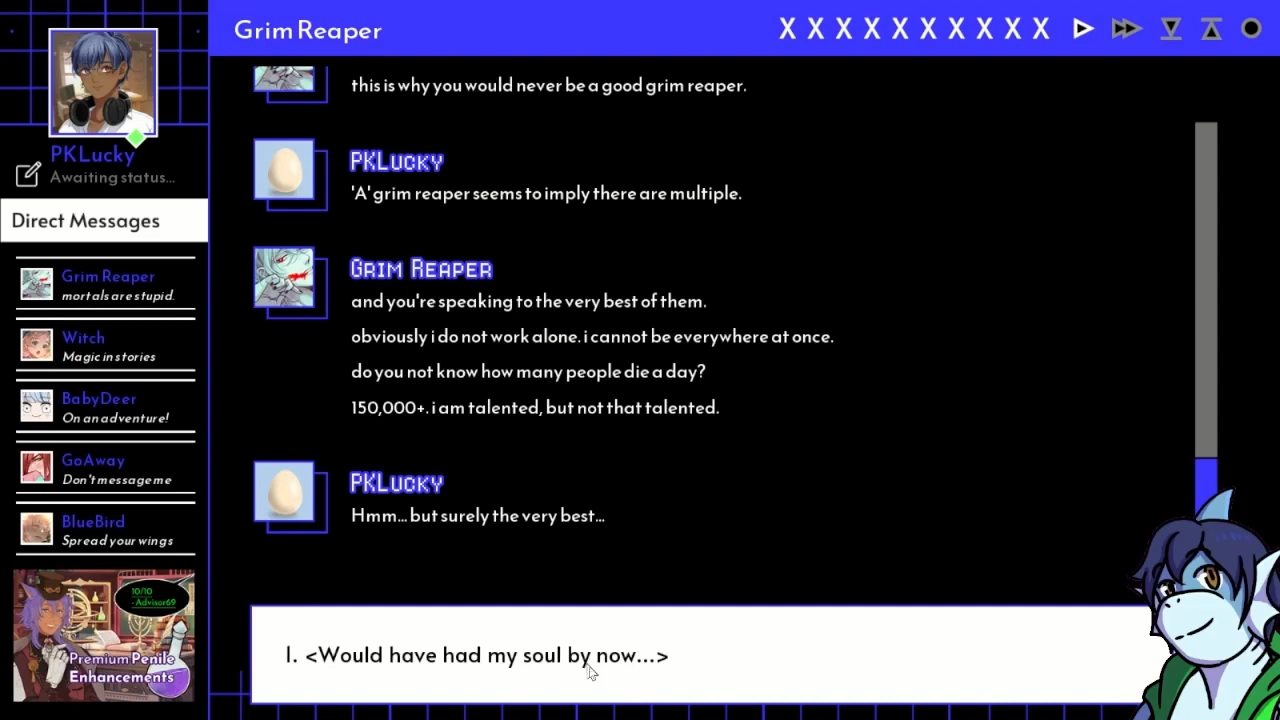 Grim Reaper
X X X X X X X X X X
PKLucky
Awaiting status...
Direct Messages
Grim Reaper
mortals are stupid.
Witch
Magic in stories
BabyDeer
On an adventure!
GoAway
Don't message me
BlueBird
Spread your wings
10/10
-Advisor69
Premium Penile
Enhancements
this is why you would never be a good grim reaper.
PKLucky
'A' grim reaper seems to imply there are multiple.
Grim Reaper
and you're speaking to the very best of them.
obviously i do not work alone. i cannot be everywhere at once.
do you not know how many people die a day?
150,000+. i am talented, but not that talented.
PKLucky
Hmm... but surely the very best...
1. <Would have had my soul by now...>